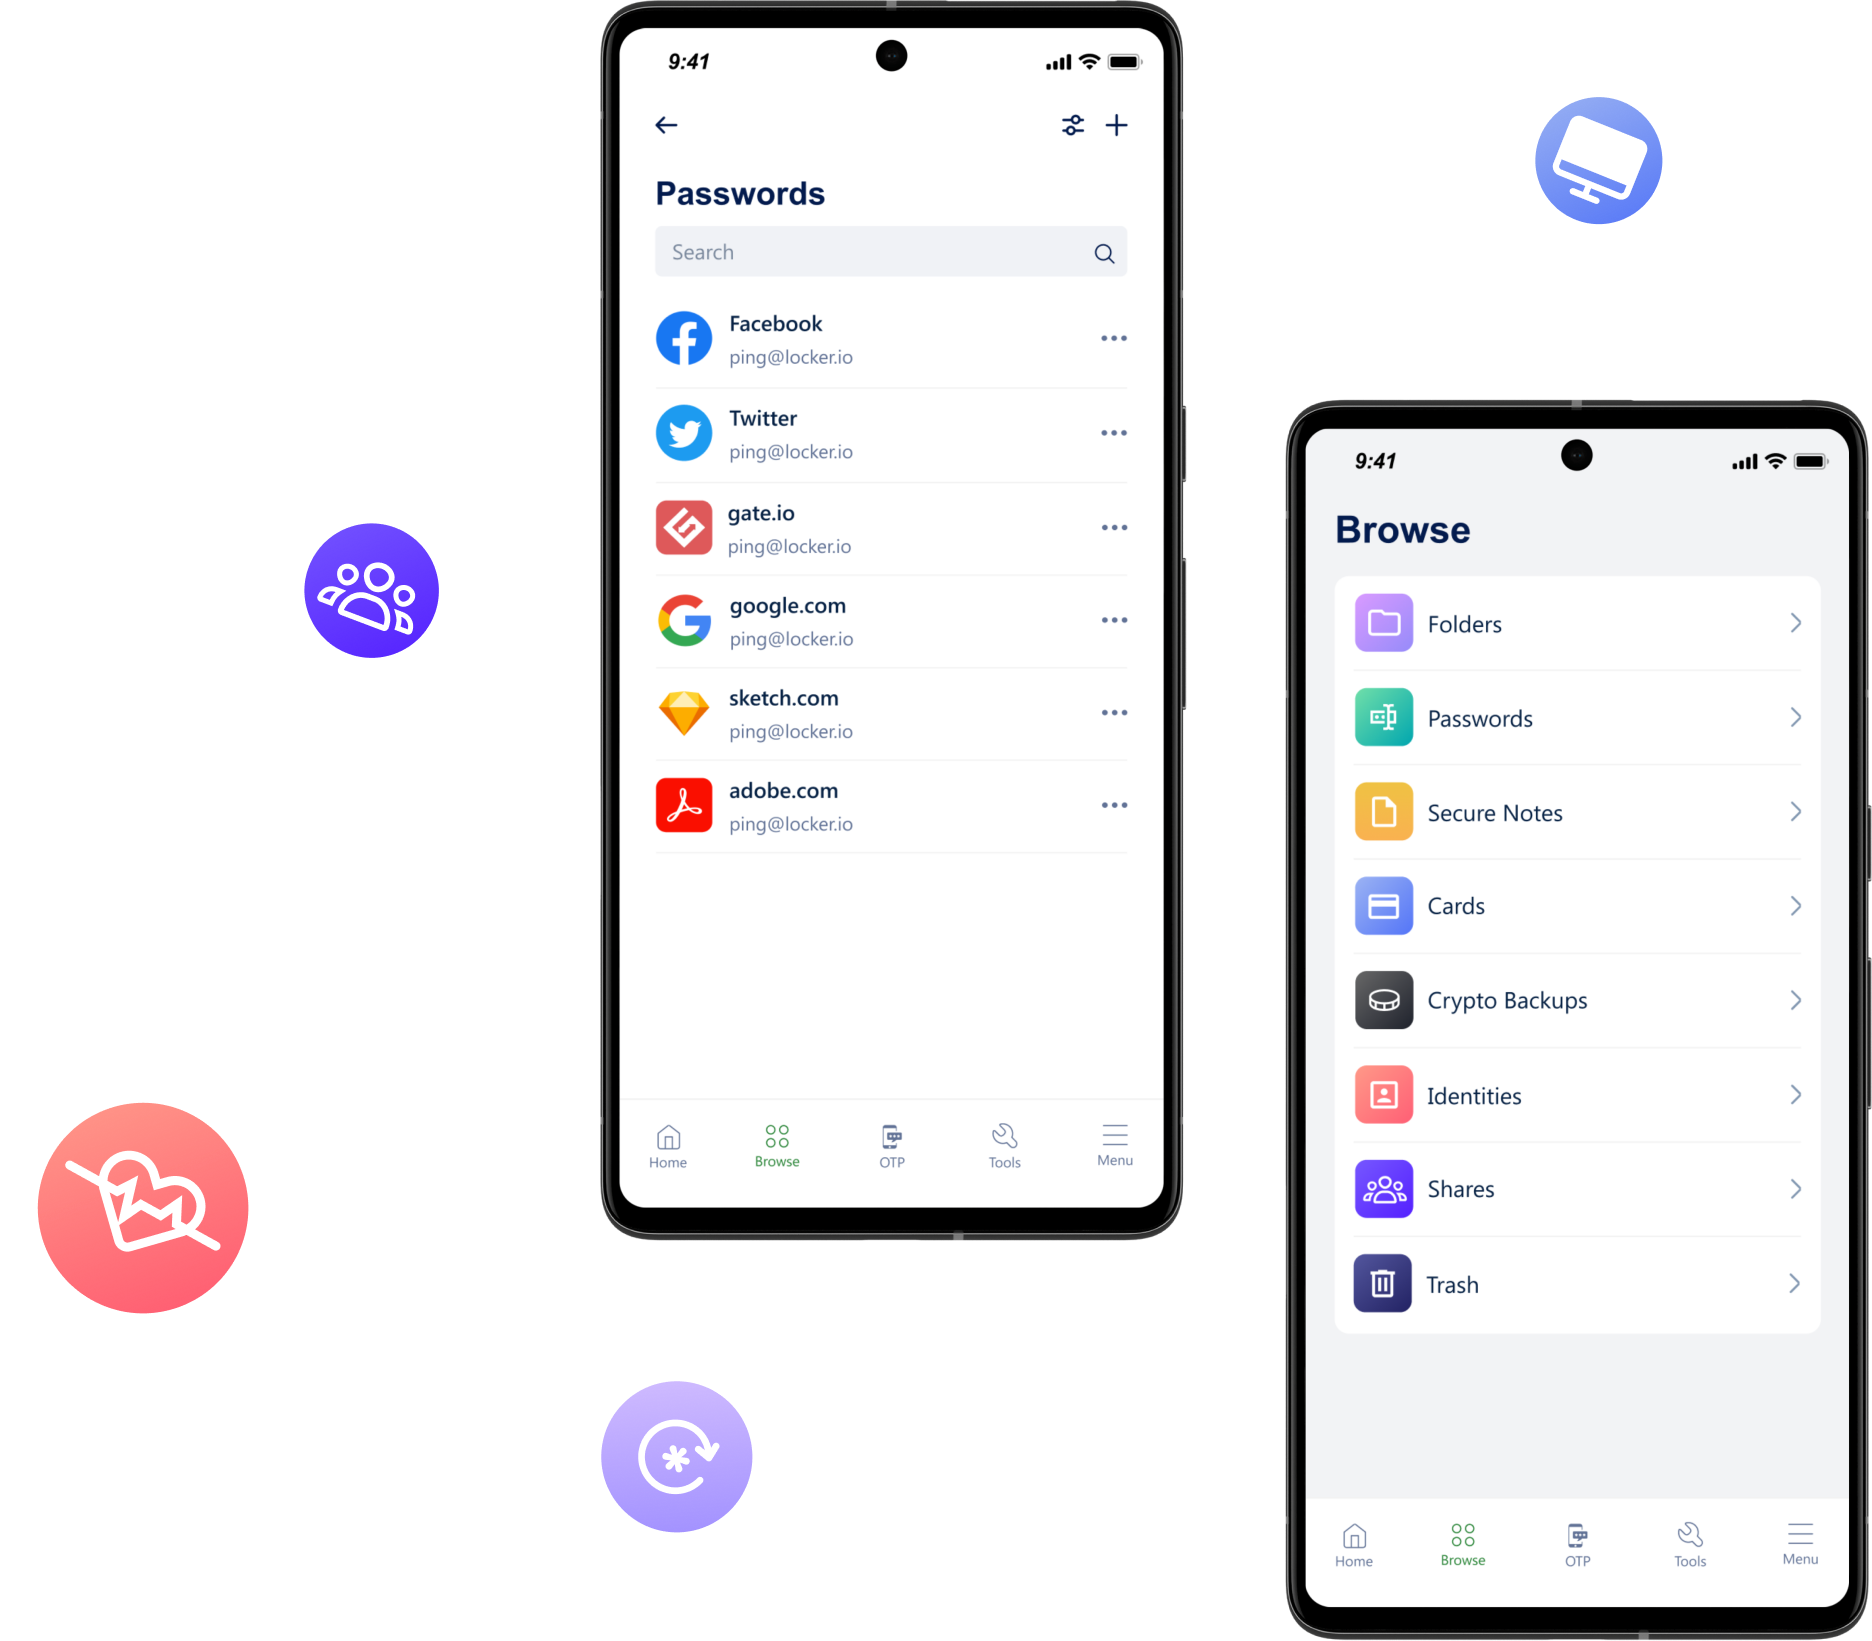 9:41
Passwords
Search
Facebook
ping@locker.io
Twitter
ping@locker.io
gate.io
ping@locker.io
google.com
ping@locker.io
sketch.com
ping@locker.io
adobe.com
ping@locker.io
Home
Browse
OTP
Tools
Menu
9:41
Browse
Folders
Passwords
Secure Notes
Cards
Crypto Backups
Identities
Shares
Trash
Home
Browse
OTP
Tools
Menu